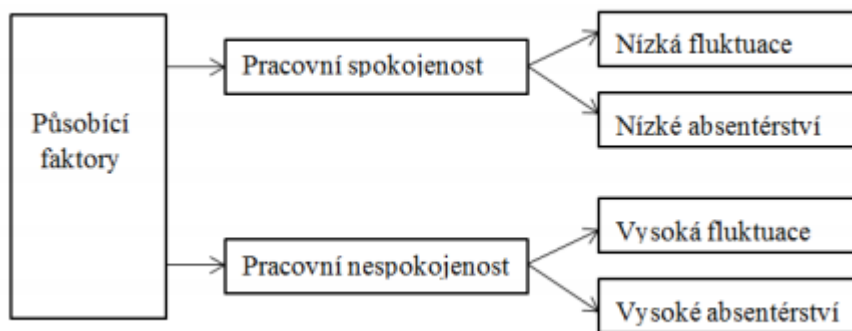 Působící
faktory
Pracovní spokojenost
Nízká fluktuace
Nízké absentérství
Pracovní nespokojenost
Vysoká fluktuace
Vysoké absentérství